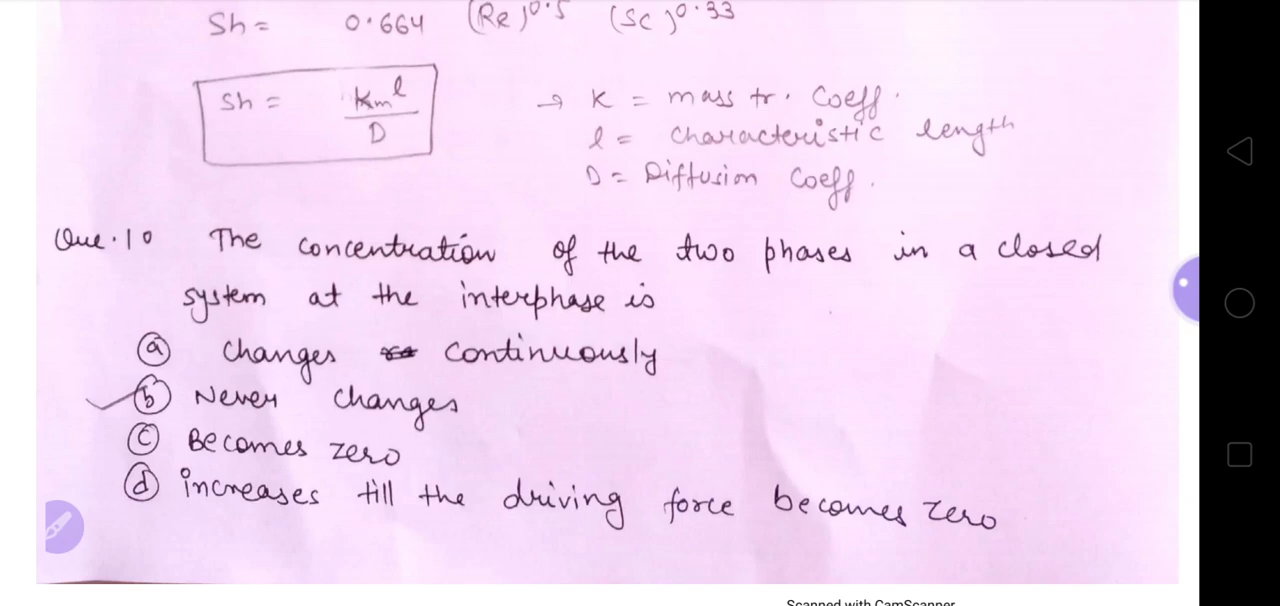 Sh = 0.664 (Re)^0.5 (Sc)^0.33
Sh = Km l / D → K = mass tr. Coeff.
l = Characteristic length
D = Diffusion Coeff.
Que.10 The concentration of the two phases in a closed
system at the interphase is
(a) changes continuously
(b) Never changes
(c) Becomes zero
(d) increases till the driving force becomes zero
Scanned with CamScanner